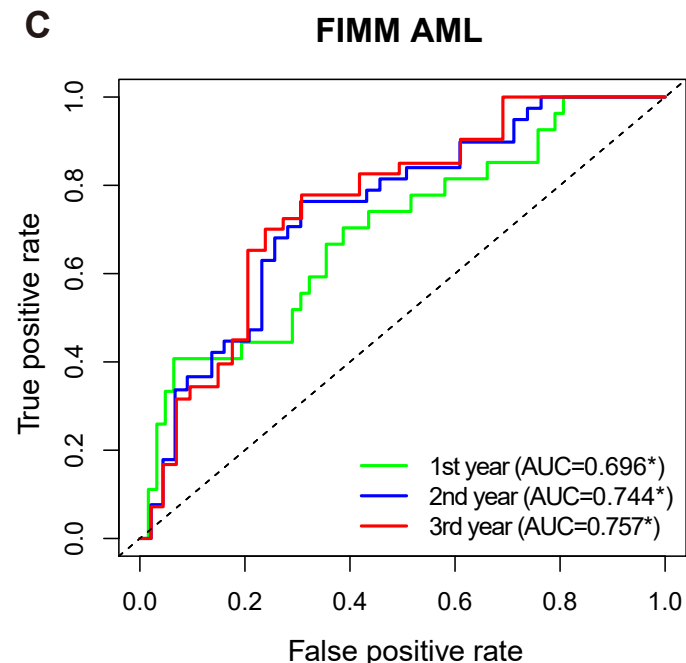 C
FIMM AML
True positive rate
1.0
0.8
0.6
0.4
0.2
0.0
1st year (AUC=0.696*)
2nd year (AUC=0.744*)
3rd year (AUC=0.757*)
0.0 0.2 0.4 0.6 0.8 1.0
False positive rate